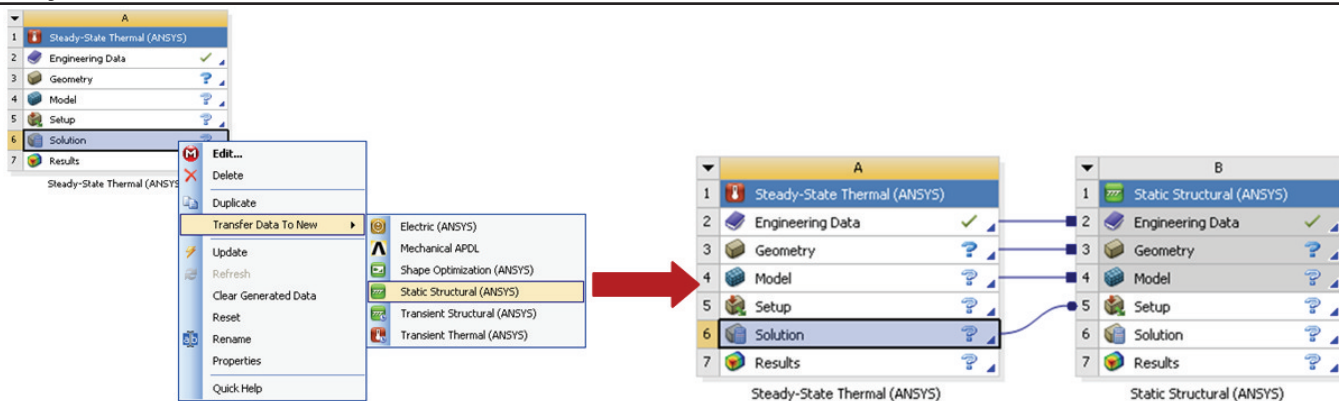 A
1 Steady-State Thermal (ANSYS)
2 Engineering Data
3 Geometry ?
4 Model ?
5 Setup ?
6 Solution ?
7 Results
Steady-State Thermal (ANSYS
Edit...
Delete
Duplicate
Transfer Data To New
Update
Refresh
Clear Generated Data
Reset
Rename
Properties
Quick Help
Electric (ANSYS)
Mechanical APDL
Shape Optimization (ANSYS)
Static Structural (ANSYS)
Transient Structural (ANSYS)
Transient Thermal (ANSYS)
A
1 Steady-State Thermal (ANSYS)
2 Engineering Data
3 Geometry ?
4 Model ?
5 Setup ?
6 Solution ?
7 Results ?
Steady-State Thermal (ANSYS)
B
1 Static Structural (ANSYS)
2 Engineering Data
3 Geometry ?
4 Model ?
5 Setup ?
6 Solution ?
7 Results ?
Static Structural (ANSYS)